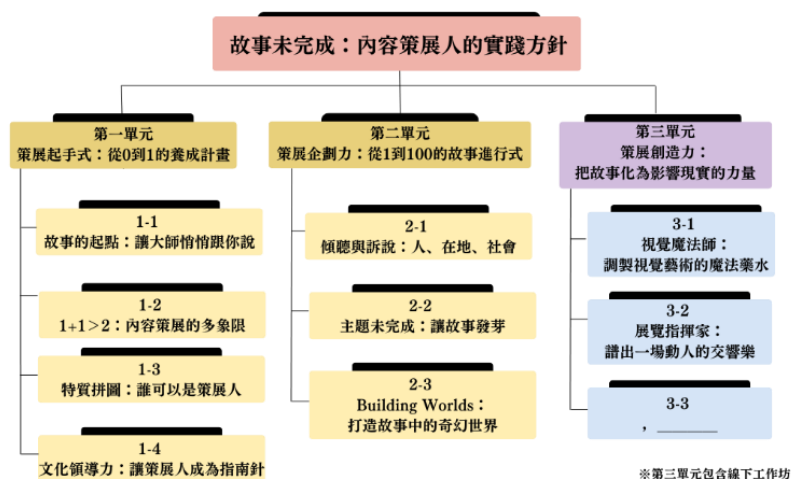 故事未完成：內容策展人的實踐方針
第一單元
策展起手式：從0到1的養成計畫
1-1
故事的起點：讓大師悄悄跟你說
1-2
1+1＞2：內容策展的多象限
1-3
特質拼圖：誰可以是策展人
1-4
文化領導力：讓策展人成為指南針
第二單元
策展企劃力：從1到100的故事進行式
2-1
傾聽與訴說：人、在地、社會
2-2
主題未完成：讓故事發芽
2-3
Building Worlds：
打造故事中的奇幻世界
第三單元
策展創造力：
把故事化為影響現實的力量
3-1
視覺魔法師：
調製視覺藝術的魔法藥水
3-2
展覽指揮家：
譜出一場動人的交響樂
3-3
，________
※第三單元包含線下工作坊